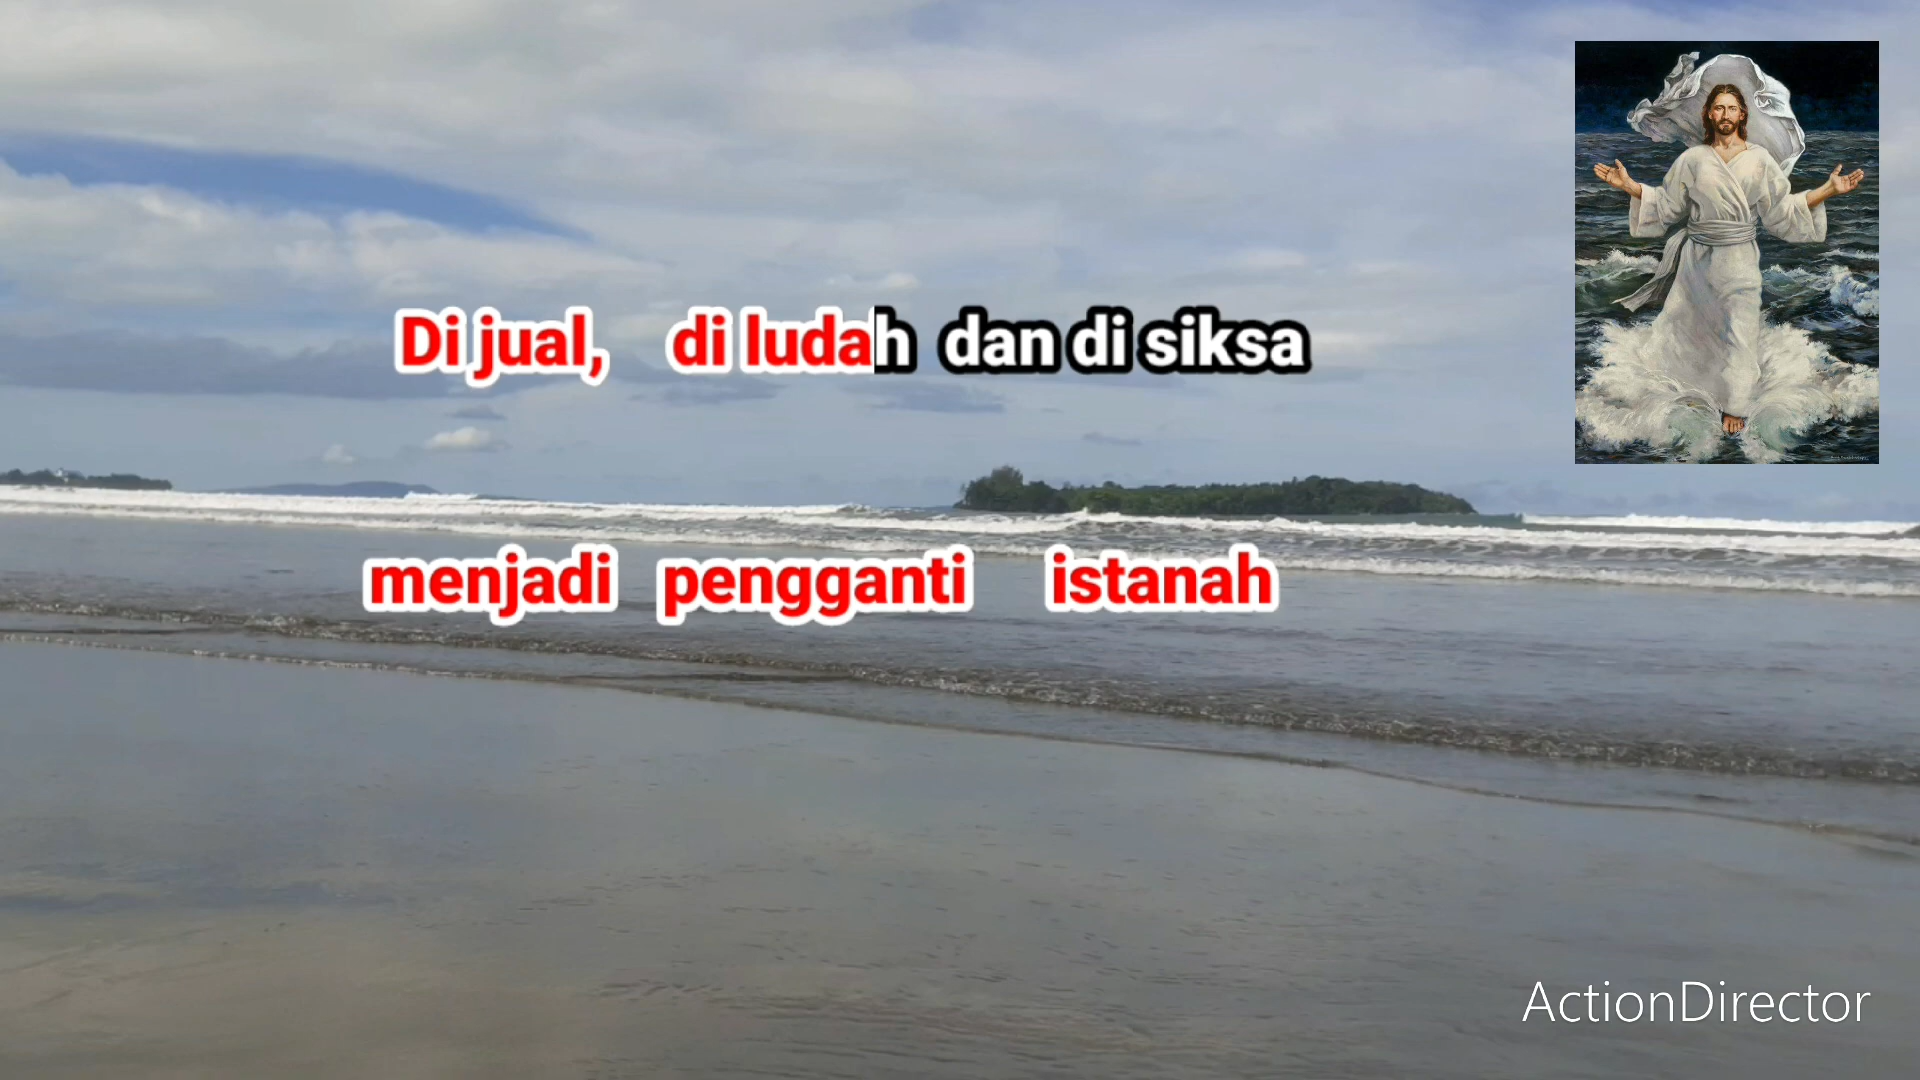 Di jual, di ludah dan di siksa
menjadi pengganti istanah
ActionDirector